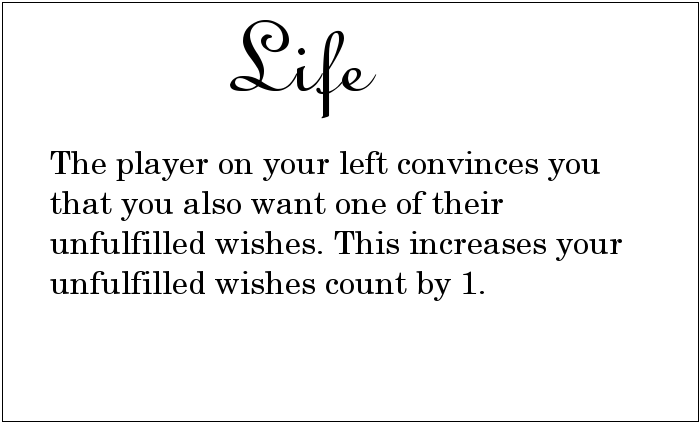 Life
The player on your left convinces you
that you also want one of their
unfulfilled wishes. This increases your
unfulfilled wishes count by 1.